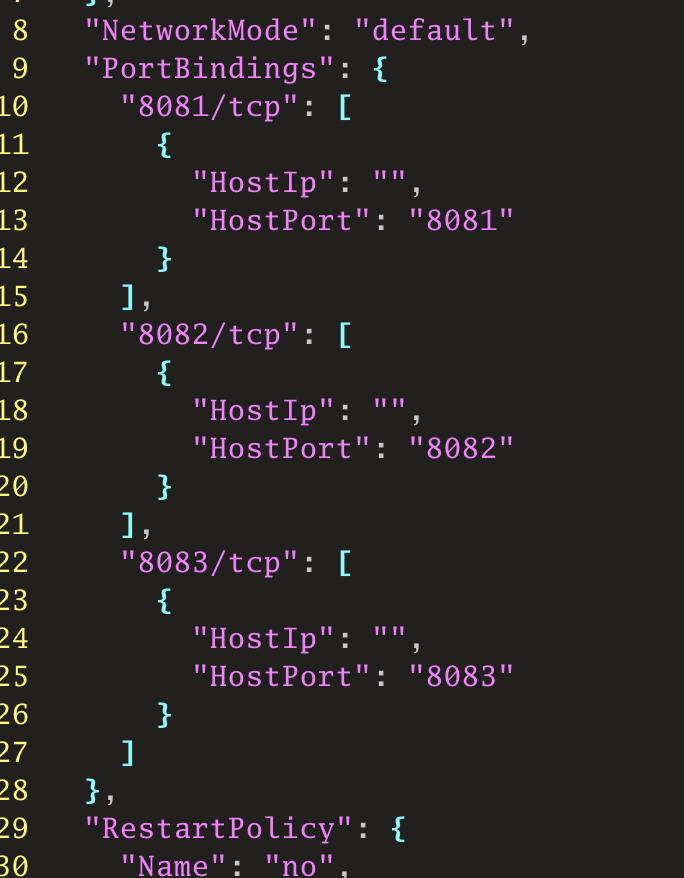 },
8 "NetworkMode": "default",
9 "PortBindings": {
10 "8081/tcp": [
11 {
12 "HostIp": "",
13 "HostPort": "8081"
14 }
15 ],
16 "8082/tcp": [
17 {
18 "HostIp": "",
19 "HostPort": "8082"
20 }
21 ],
22 "8083/tcp": [
23 {
24 "HostIp": "",
25 "HostPort": "8083"
26 }
27 ]
28 },
29 "RestartPolicy": {
30 "Name": "no",